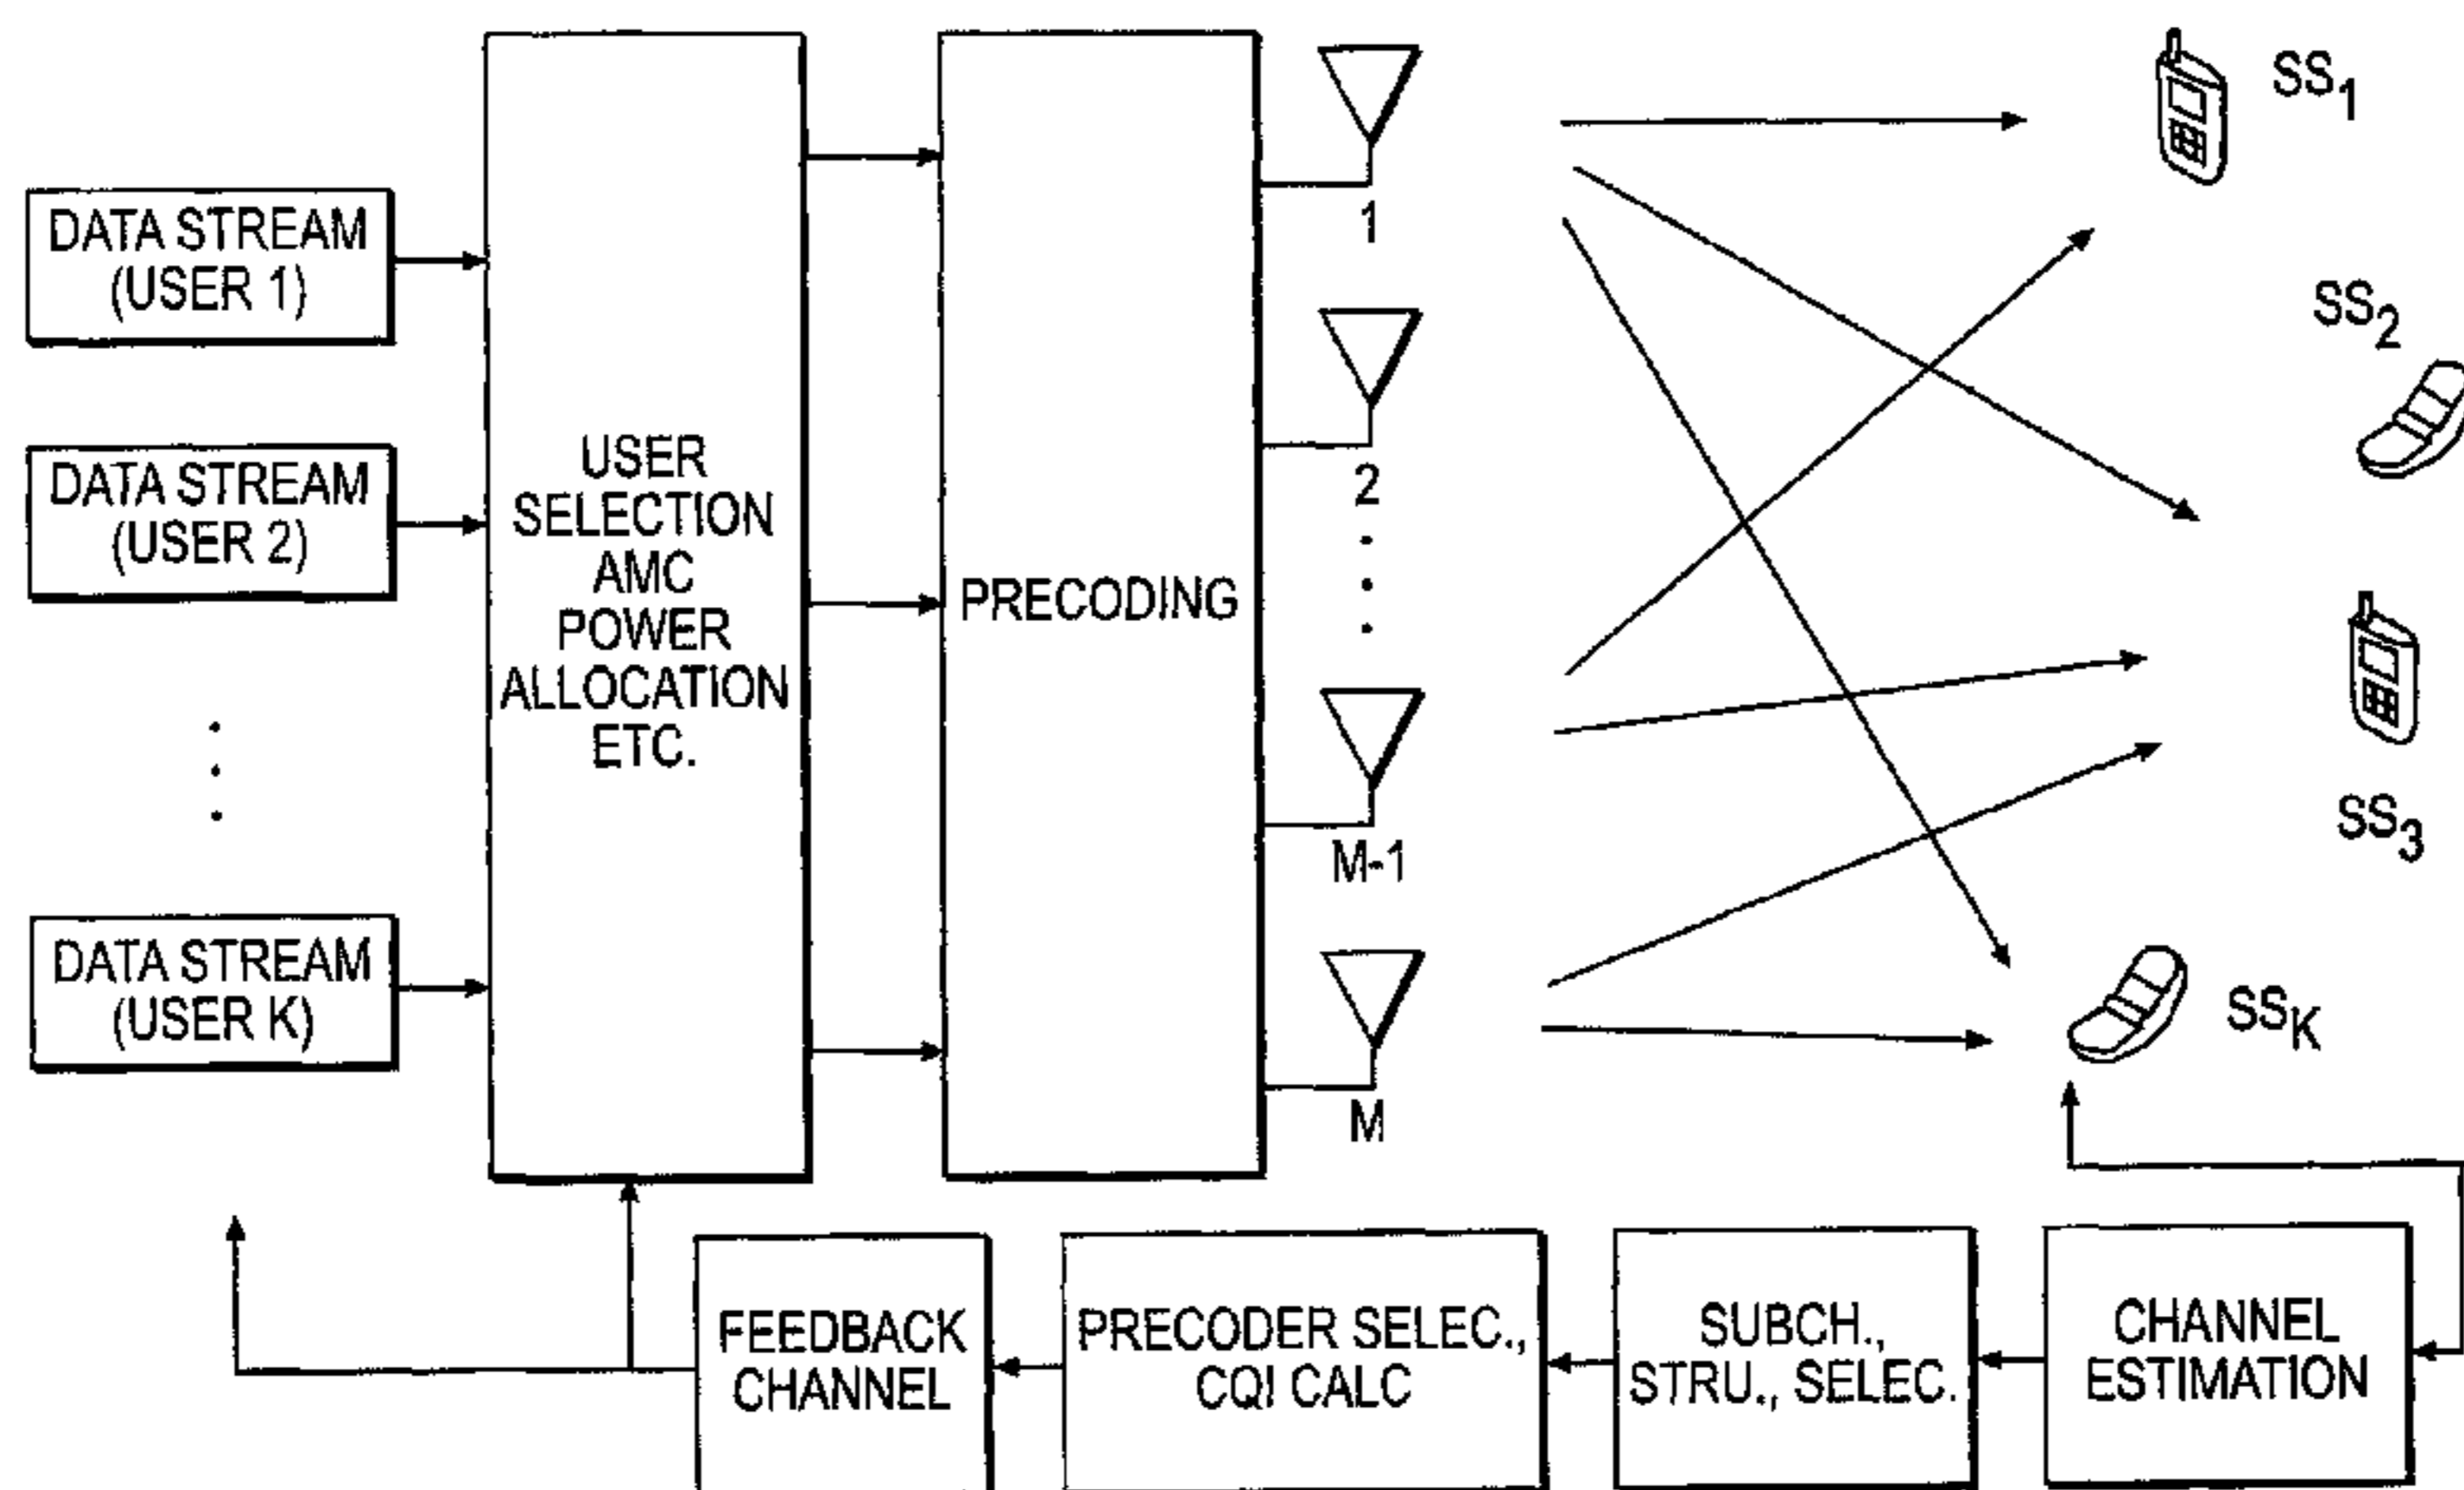 DATA STREAM
(USER 1)
DATA STREAM
(USER 2)
DATA STREAM
(USER K)
USER
SELECTION
AMC
POWER
ALLOCATION
ETC.
PRECODING
1
2
M-1
M
SS1
SS2
SS3
SSK
FEEDBACK
CHANNEL
PRECODER SELEC.,
CQI CALC
SUBCH.,
STRU., SELEC.
CHANNEL
ESTIMATION